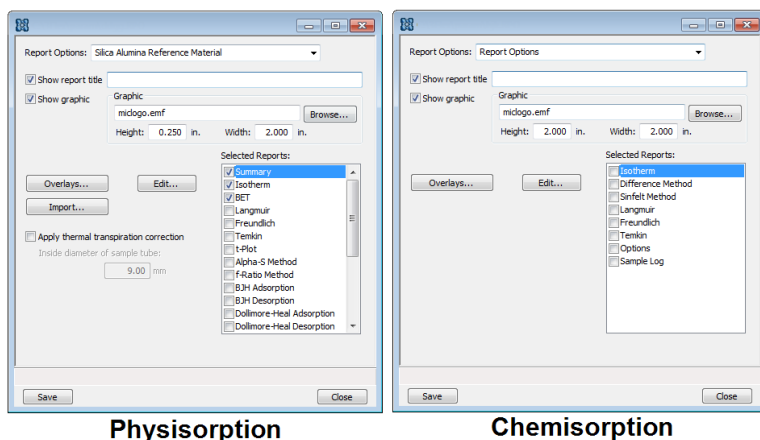 Report Options: Silica Alumina Reference Material
Show report title
Show graphic
Graphic
miclogo.emf
Browse...
Height: 0.250 in. Width: 2.000 in.
Selected Reports:
Summary
Isotherm
BET
Langmuir
Freundlich
Temkin
t-Plot
Alpha-S Method
f-Ratio Method
BJH Adsorption
BJH Desorption
Dollimore-Heal Adsorption
Dollimore-Heal Desorption
Overlays...
Edit...
Import...
Apply thermal transpiration correction
Inside diameter of sample tube:
9.00 mm
Save
Close
Physisorption
Report Options: Report Options
Show report title
Show graphic
Graphic
miclogo.emf
Browse...
Height: 2.000 in. Width: 2.000 in.
Selected Reports:
Isotherm
Difference Method
Sinfelt Method
Langmuir
Freundlich
Temkin
Options
Sample Log
Overlays...
Edit...
Save
Close
Chemisorption